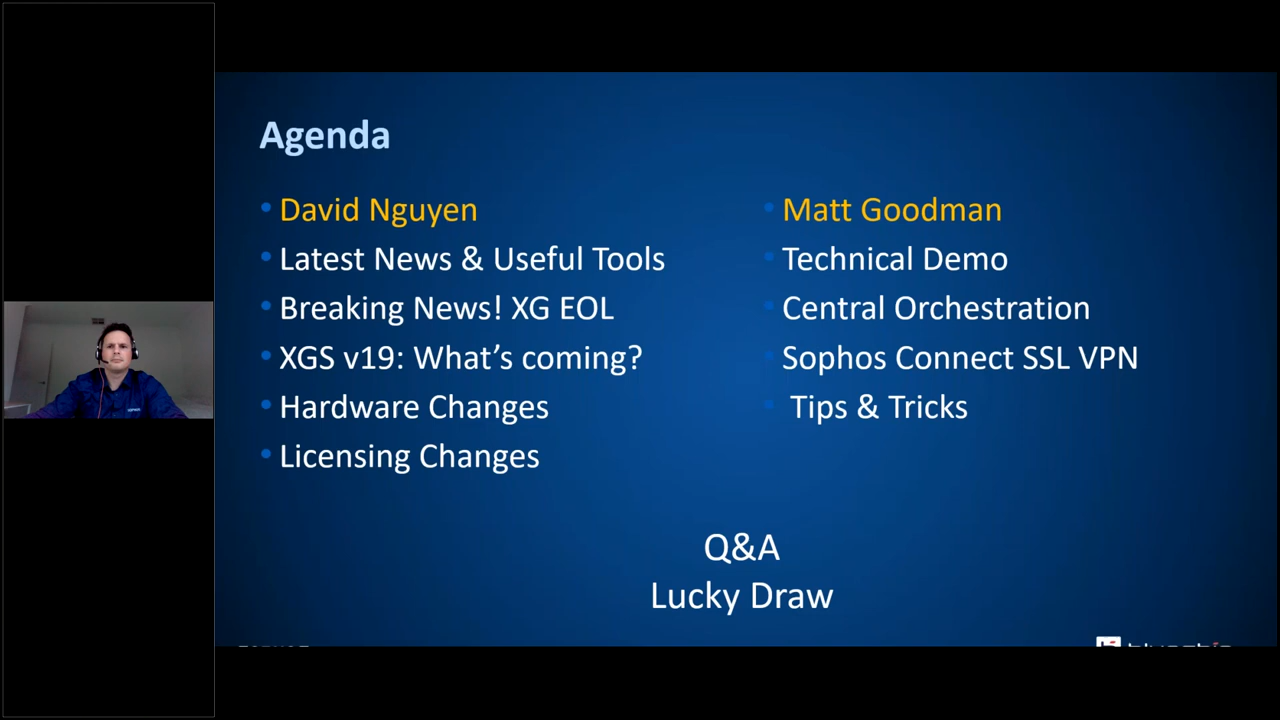 Agenda
David Nguyen
Latest News & Useful Tools
Breaking News! XG EOL
XGS v19: What's coming?
Hardware Changes
Licensing Changes
Matt Goodman
Technical Demo
Central Orchestration
Sophos Connect SSL VPN
Tips & Tricks
Q&A
Lucky Draw